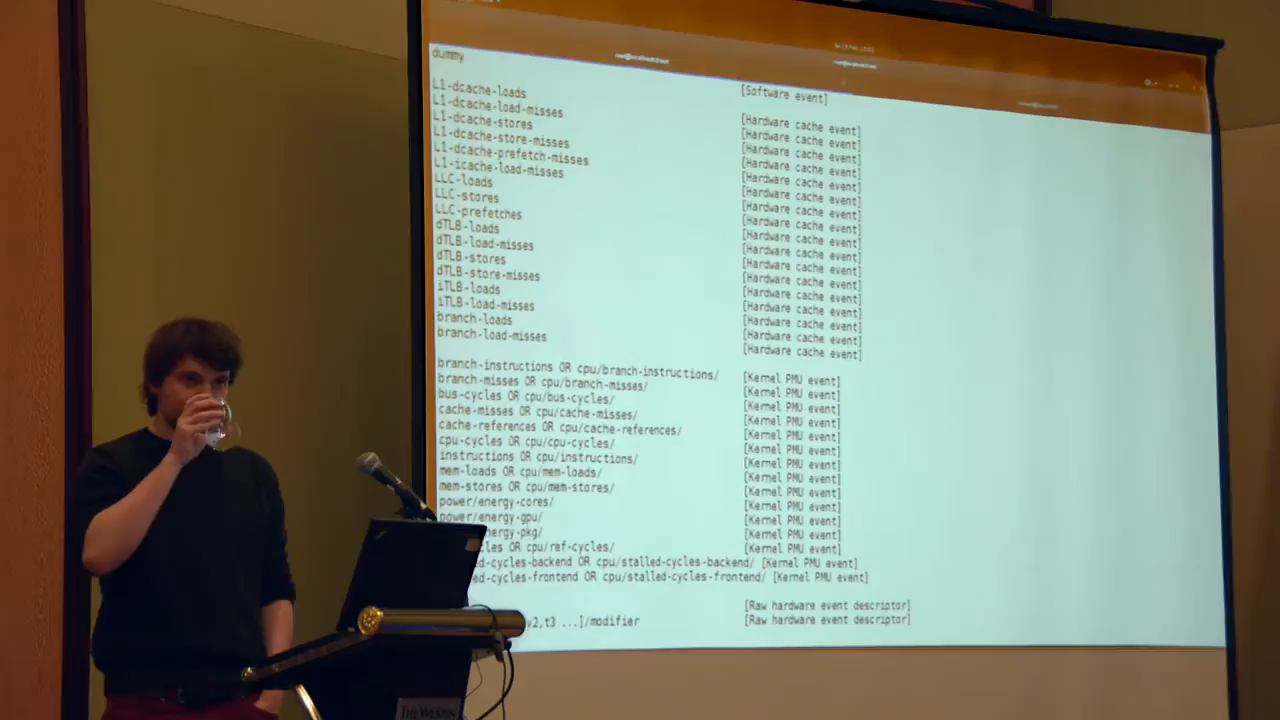 dummy [Software event]
L1-dcache-loads [Hardware cache event]
L1-dcache-load-misses [Hardware cache event]
L1-dcache-stores [Hardware cache event]
L1-dcache-store-misses [Hardware cache event]
L1-dcache-prefetch-misses [Hardware cache event]
L1-icache-load-misses [Hardware cache event]
LLC-loads [Hardware cache event]
LLC-stores [Hardware cache event]
LLC-prefetches [Hardware cache event]
dTLB-loads [Hardware cache event]
dTLB-load-misses [Hardware cache event]
dTLB-stores [Hardware cache event]
dTLB-store-misses [Hardware cache event]
iTLB-loads [Hardware cache event]
iTLB-load-misses [Hardware cache event]
branch-loads [Hardware cache event]
branch-load-misses [Hardware cache event]
branch-instructions OR cpu/branch-instructions/ [Kernel PMU event]
branch-misses OR cpu/branch-misses/ [Kernel PMU event]
bus-cycles OR cpu/bus-cycles/ [Kernel PMU event]
cache-misses OR cpu/cache-misses/ [Kernel PMU event]
cache-references OR cpu/cache-references/ [Kernel PMU event]
cpu-cycles OR cpu/cpu-cycles/ [Kernel PMU event]
instructions OR cpu/instructions/ [Kernel PMU event]
mem-loads OR cpu/mem-loads/ [Kernel PMU event]
mem-stores OR cpu/mem-stores/ [Kernel PMU event]
power/energy-cores/ [Kernel PMU event]
power/energy-gpu/ [Kernel PMU event]
nergy-pkg/ [Kernel PMU event]
cles OR cpu/ref-cycles/ [Kernel PMU event]
ed-cycles-backend OR cpu/stalled-cycles-backend/ [Kernel PMU event]
ed-cycles-frontend OR cpu/stalled-cycles-frontend/ [Kernel PMU event]
[Raw hardware event descriptor]
v2,t3 ...]/modifier [Raw hardware event descriptor]
THE WESTIN